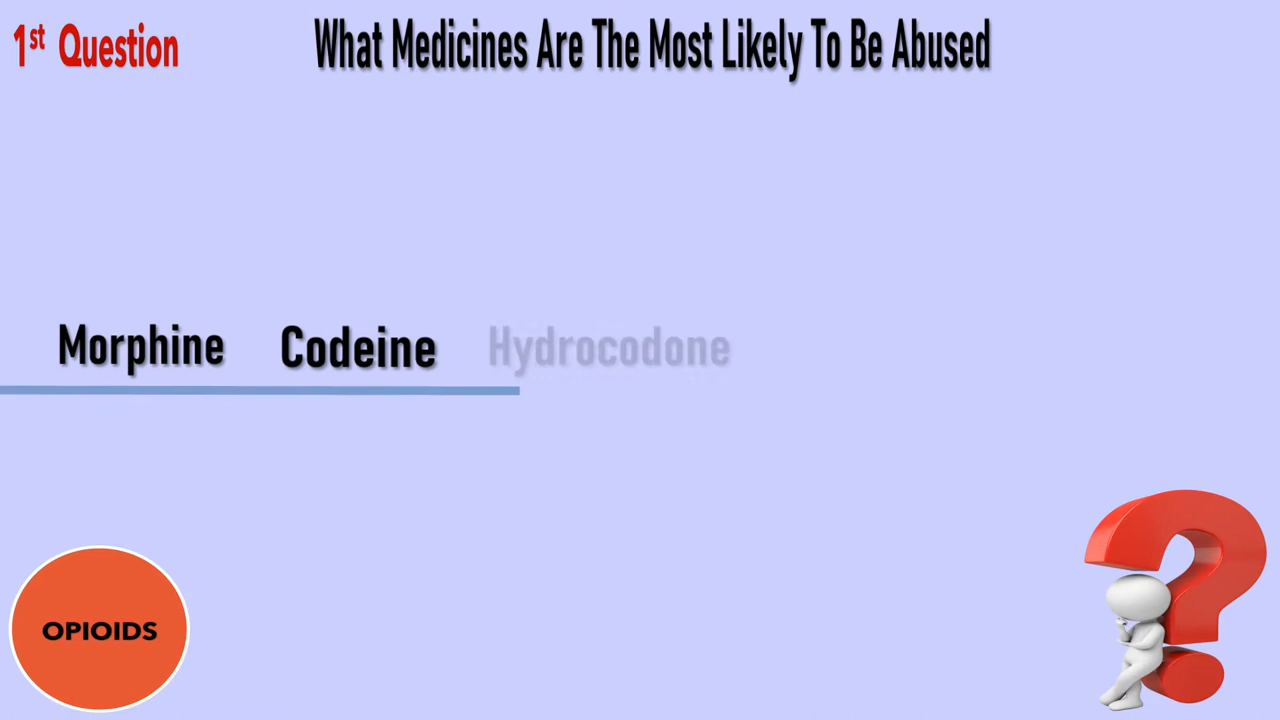 1st Question
What Medicines Are The Most Likely To Be Abused
Morphine Codeine Hydrocodone
OPIOIDS